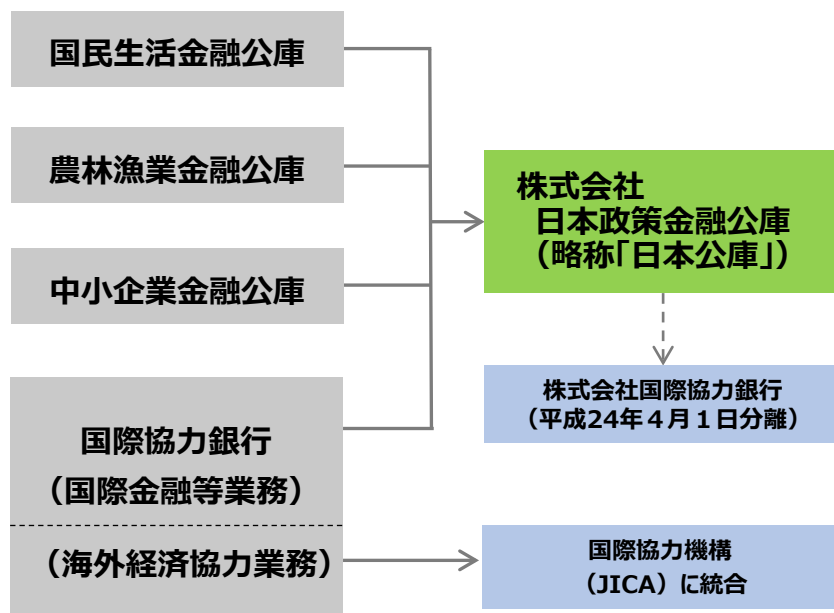 国民生活金融公庫
農林漁業金融公庫
中小企業金融公庫
国際協力銀行
（国際金融等業務）
（海外経済協力業務）
株式会社
日本政策金融公庫
（略称｢日本公庫｣）
株式会社国際協力銀行
（平成24年４月１日分離）
国際協力機構
（JICA）に統合